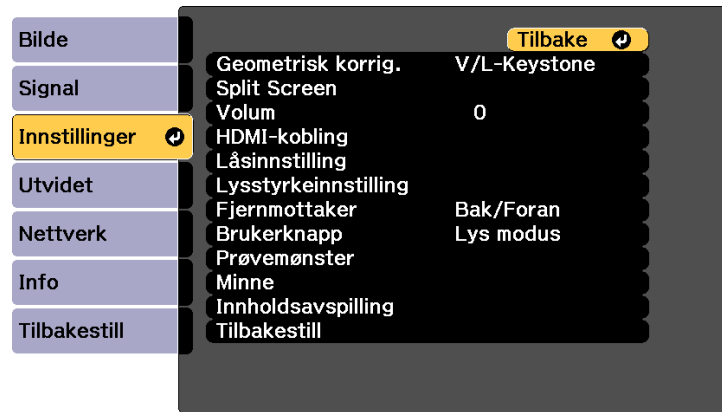 Bilde
Signal
Innstillinger
Utvidet
Nettverk
Info
Tilbakestill
Tilbake
Geometrisk korrig. V/L-Keystone
Split Screen
Volum 0
HDMI-kobling
Låsinnstilling
Lysstyrkeinnstilling
Fjernmottaker Bak/Foran
Brukerknapp Lys modus
Prøvemønster
Minne
Innholdsavspilling
Tilbakestill